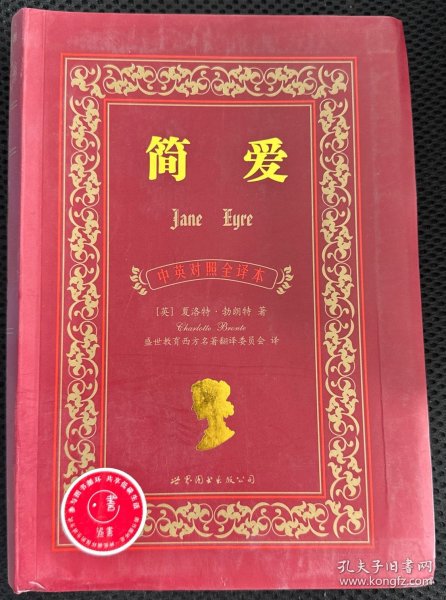 简 爱
Jane Eyre
中英对照全译本
[英] 夏洛特·勃朗特 著
Charlotte Bronte
盛世教育西方名著翻译委员会 译
世界图书出版公司
孔夫子旧书网
www.kongfz.com